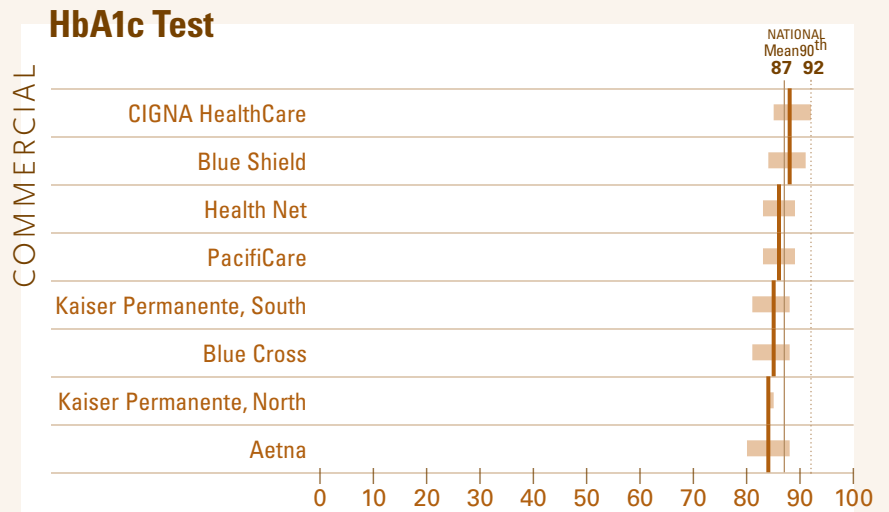 HbA1c Test
NATIONAL
Mean 90th
87 92
COMMERCIAL
CIGNA HealthCare
Blue Shield
Health Net
PacifiCare
Kaiser Permanente, South
Blue Cross
Kaiser Permanente, North
Aetna
0 10 20 30 40 50 60 70 80 90 100